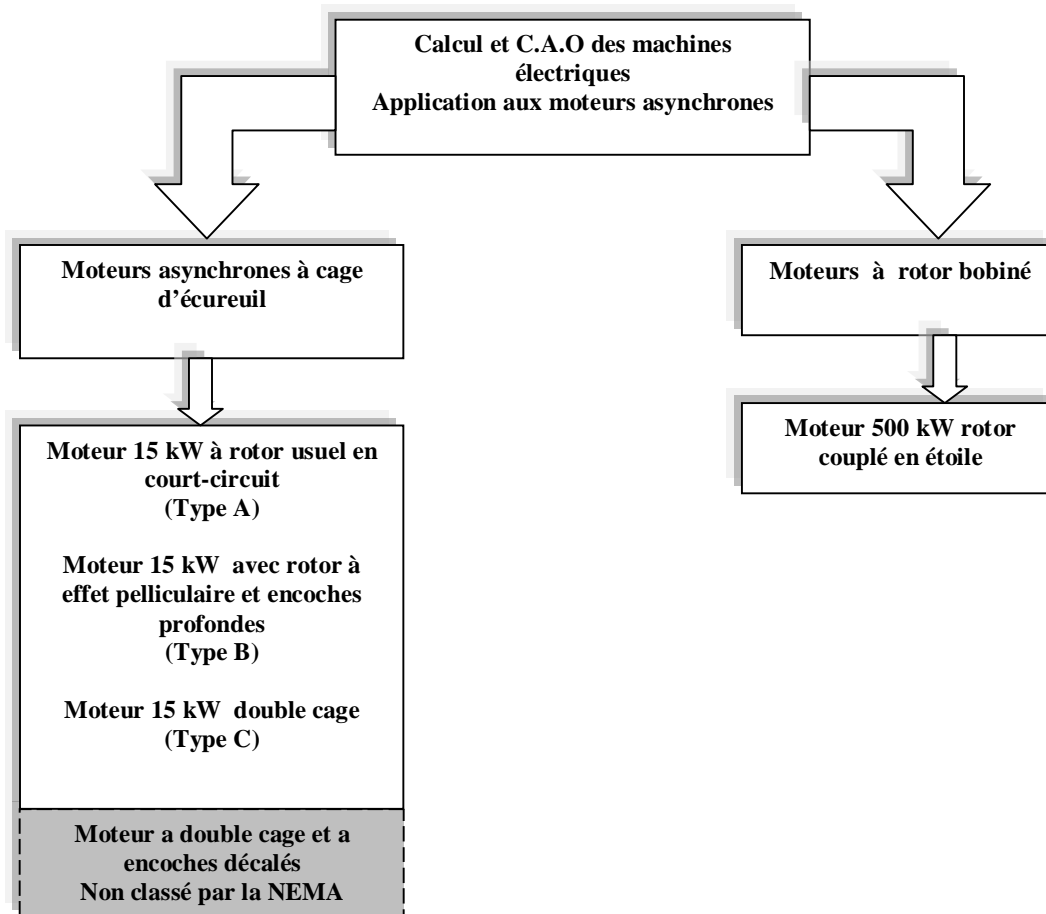 Calcul et C.A.O des machines
électriques
Application aux moteurs asynchrones
Moteurs asynchrones à cage
d'écureuil
Moteurs à rotor bobiné
Moteur 15 kW à rotor usuel en
court-circuit
(Type A)
Moteur 15 kW avec rotor à
effet pelliculaire et encoches
profondes
(Type B)
Moteur 15 kW double cage
(Type C)
Moteur a double cage et a
encoches décalés
Non classé par la NEMA
Moteur 500 kW rotor
couplé en étoile